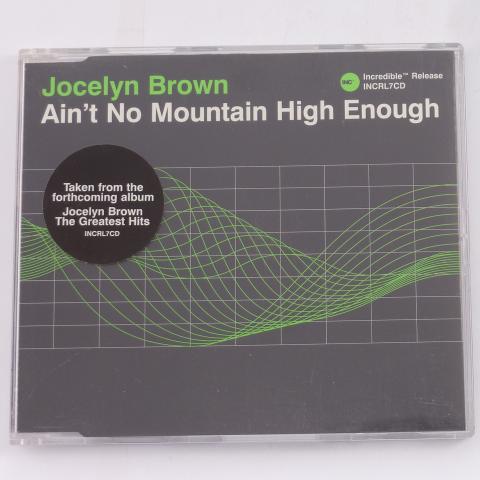 Jocelyn Brown
Ain't No Mountain High Enough
INC™
Incredible™ Release
INCRL7CD
Taken from the
forthcoming album
Jocelyn Brown
The Greatest Hits
INCRL7CD